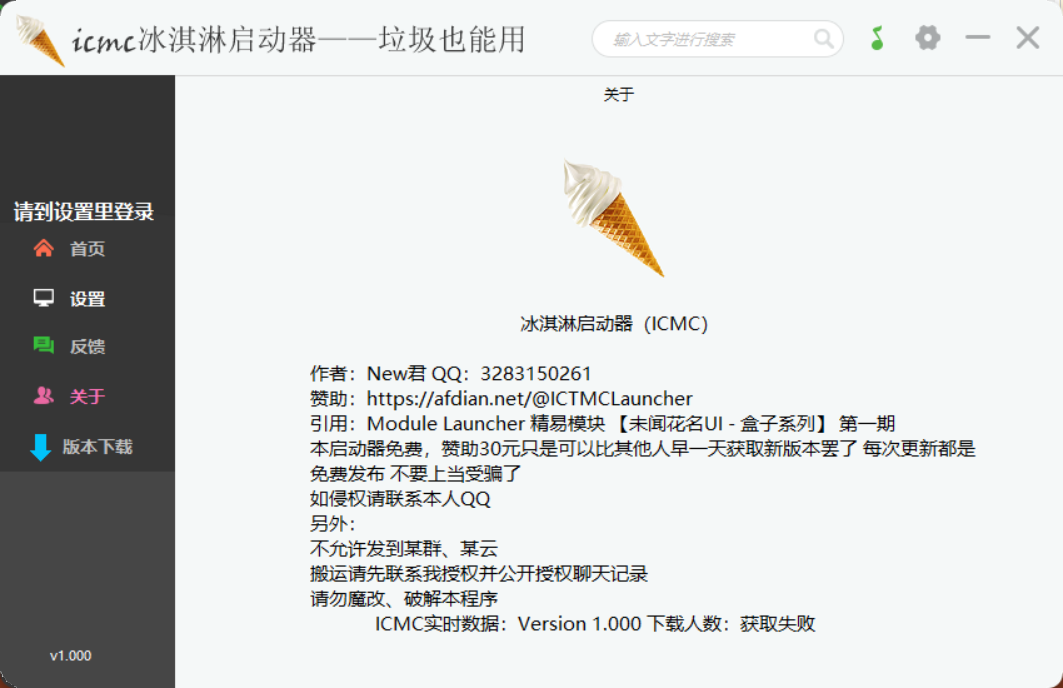 icmc冰淇淋启动器——垃圾也能用
输入文字进行搜索
关于
请到设置里登录
首页
设置
反馈
关于
版本下载
v1.000
冰淇淋启动器（ICMC）
作者：New君 QQ：3283150261
赞助：https://afdian.net/@ICTMCLauncher
引用：Module Launcher 精易模块 【未闻花名UI - 盒子系列】 第一期
本启动器免费，赞助30元只是可以比其他人早一天获取新版本罢了 每次更新都是
免费发布 不要上当受骗了
如侵权请联系本人QQ
另外：
不允许发到某群、某云
搬运请先联系我授权并公开授权聊天记录
请勿魔改、破解本程序
ICMC实时数据：Version 1.000 下载人数：获取失败